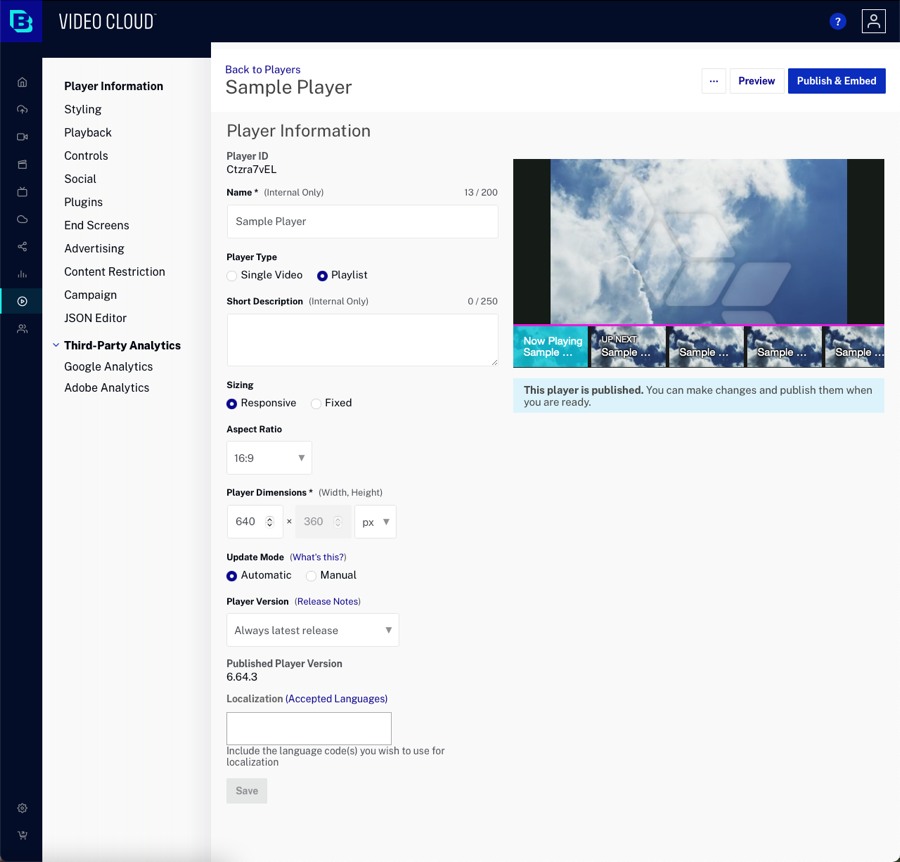 VIDEO CLOUD™
?
Player Information
Styling
Playback
Controls
Social
Plugins
End Screens
Advertising
Content Restriction
Campaign
JSON Editor
Third-Party Analytics
Google Analytics
Adobe Analytics
Back to Players
Sample Player
...
Preview
Publish & Embed
Player Information
Player ID
Ctzra7vEL
Name * (Internal Only) 13 / 200
Sample Player
Player Type
Single Video Playlist
Short Description (Internal Only) 0 / 250
Sizing
Responsive Fixed
Aspect Ratio
16:9
Player Dimensions * (Width, Height)
640 × 360 px
Update Mode (What's this?)
Automatic Manual
Player Version (Release Notes)
Always latest release
Published Player Version
6.64.3
Localization (Accepted Languages)
Include the language code(s) you wish to use for
localization
Save
Now Playing
Sample ...
UP NEXT
Sample ...
Sample ...
Sample ...
Sample ...
This player is published. You can make changes and publish them when
you are ready.